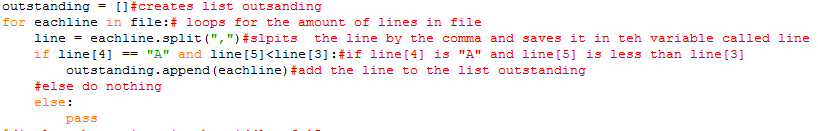 outstanding = []#creates list outsanding
for eachline in file:# loops for the amount of lines in file
    line = eachline.split(",")#slpits  the line by the comma and saves it in teh variable called line
    if line[4] == "A" and line[5]<line[3]:#if line[4] is "A" and line[5] is less than line[3]
        outstanding.append(eachline)#add the line to the list outstanding
    #else do nothing
    else:
        pass